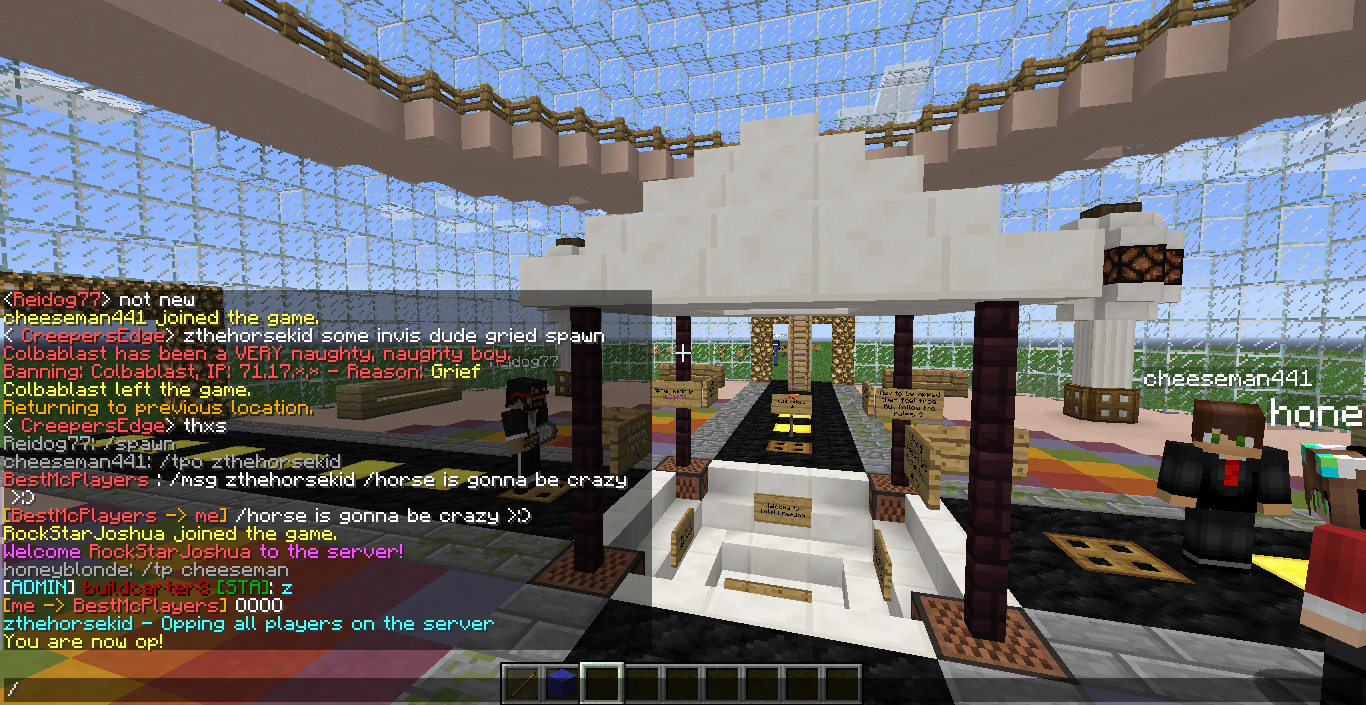 <Reidog77> not new
cheeseman441 joined the game.
< CreepersEdge> zthehorsekid some invis dude gried spawn
Colbablast has been a VERY naughty, naughty boy.
Banning: Colbablast, IP: 71.17.*.* - Reason: Grief
Reidog77
Colbablast left the game.
Returning to previous location.
< CreepersEdge> thxs
Reidog77: /spawn
cheeseman441: /tpo zthehorsekid
BestMcPlayers : /msg zthehorsekid /horse is gonna be crazy
>:D
[BestMcPlayers -> me] /horse is gonna be crazy >:D
RockStarJoshua joined the game.
Welcome RockStarJoshua to the server!
honeyblonde: /tp cheeseman
[ADMIN] buildcarter8 [STA]: z
[me -> BestMcPlayers] OOOO
zthehorsekid - Opping all players on the server
You are now op!
/
cheeseman441
hone
Welcome to